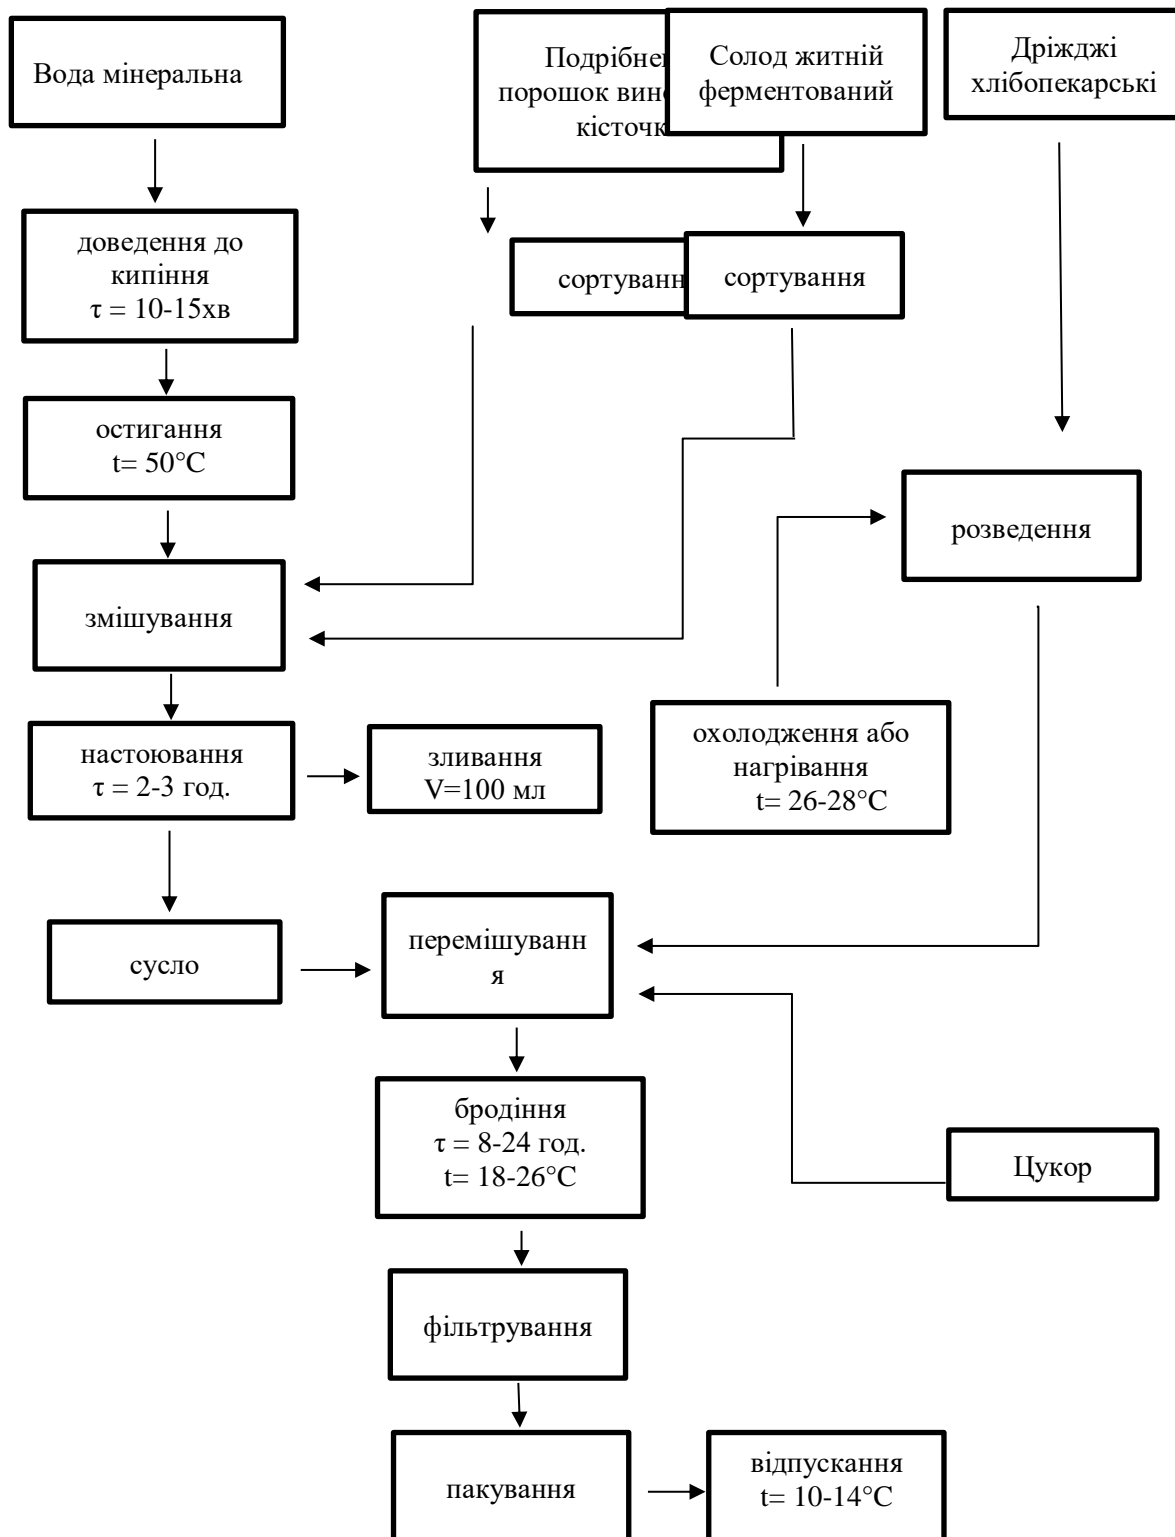 Вода мінеральна
Подрібне
порошок вин
кісточк
Солод житній
ферментований
Дріжджі
хлібопекарські
доведення до
кипіння
τ = 10-15хв
сортуванн
сортування
остигання
t= 50°С
розведення
змішування
настоювання
τ = 2-3 год.
зливання
V=100 мл
охолодження або
нагрівання
t= 26-28°С
сусло
перемішуванн
я
бродіння
τ = 8-24 год.
t= 18-26°С
Цукор
фільтрування
пакування
відпускання
t= 10-14°С